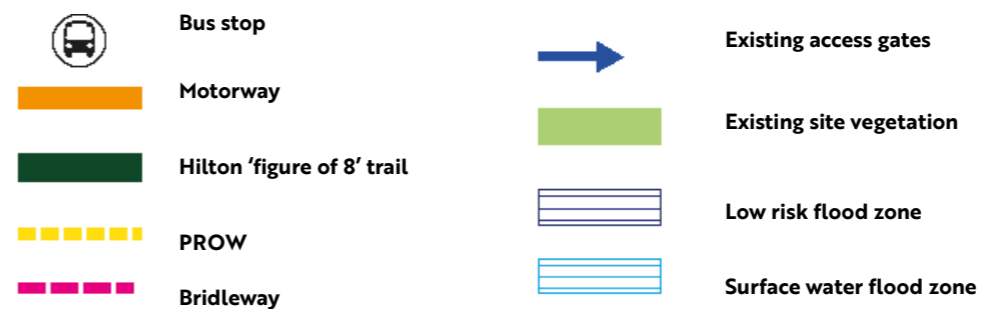 Bus stop
Motorway
Hilton ‘figure of 8’ trail
PROW
Bridleway
Existing access gates
Existing site vegetation
Low risk flood zone
Surface water flood zone